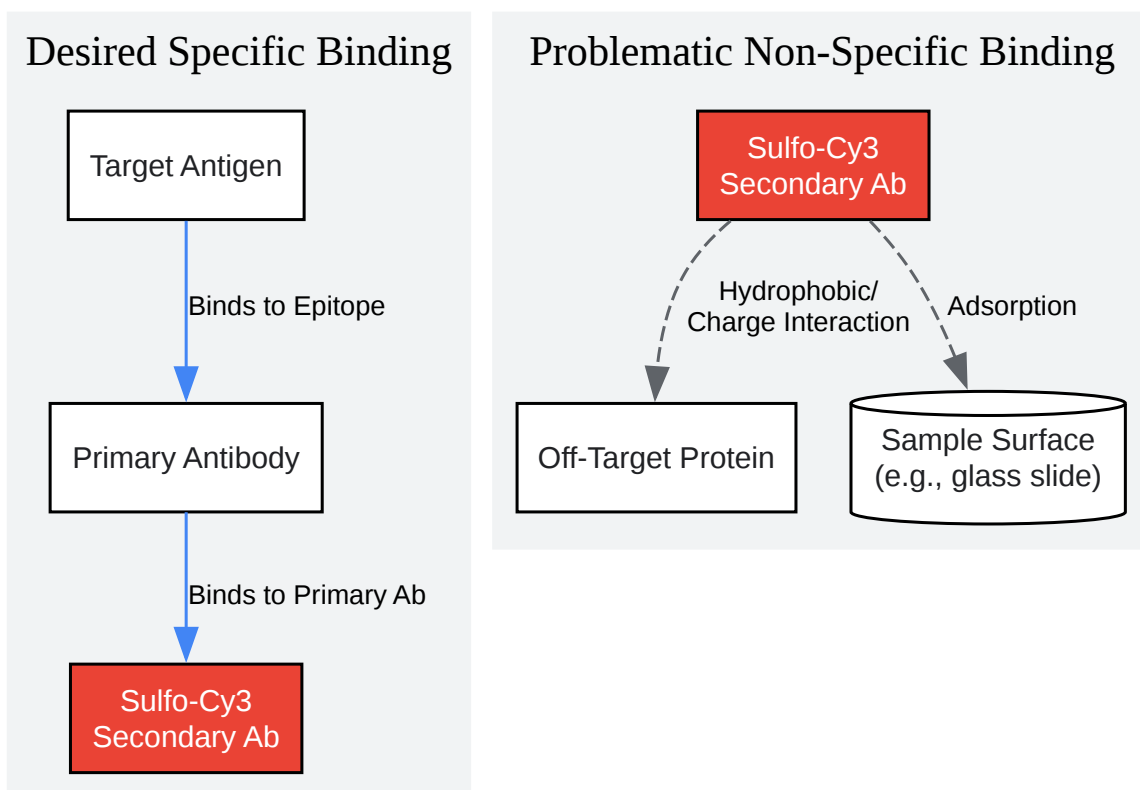 Desired Specific Binding
Target Antigen
Binds to Epitope
Primary Antibody
Binds to Primary Ab
Sulfo-Cy3
Secondary Ab
Problematic Non-Specific Binding
Sulfo-Cy3
Secondary Ab
Hydrophobic/
Charge Interaction
Adsorption
Off-Target Protein
Sample Surface
(e.g., glass slide)